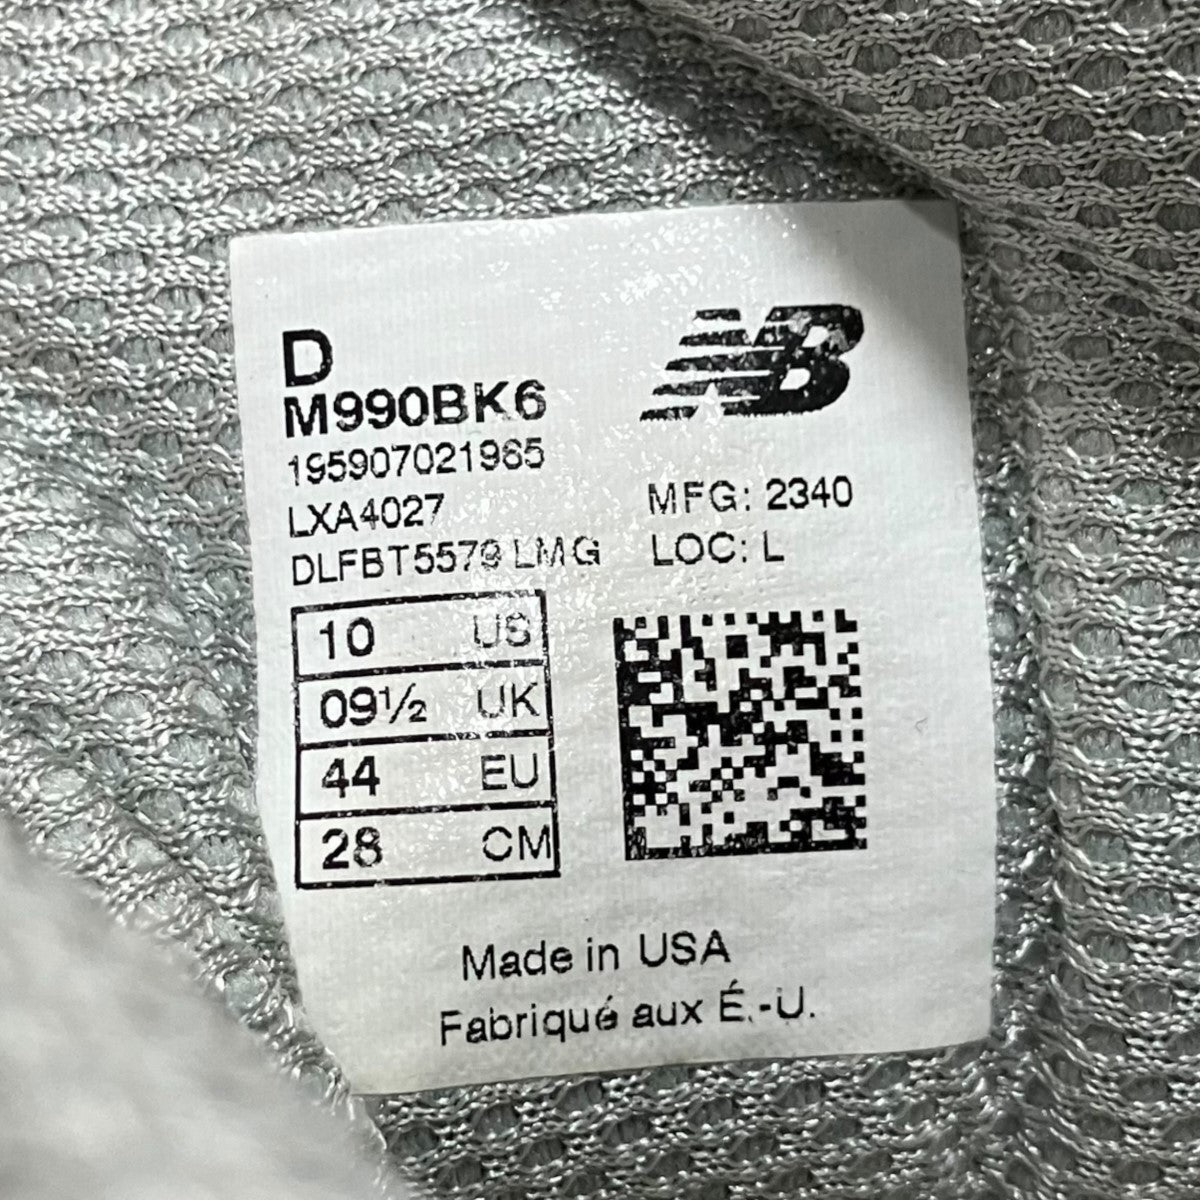 D
M990BK6
NB
195907021965
LXA4027
MFG: 2340
DLFBT5579 LMG
LOC: L
10 US
09½ UK
44 EU
28 CM
Made in USA
Fabriqué aux É.-U.